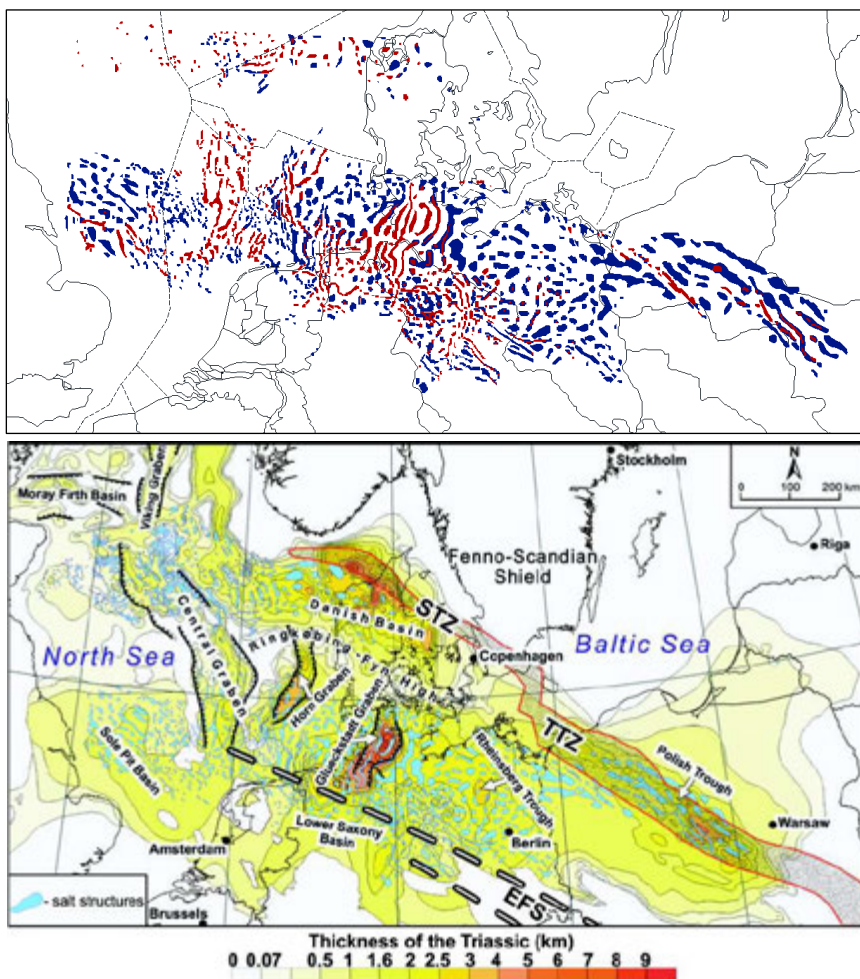 Stockholm
N
0 100 200 km
Moray Firth Basin
Viking Graben
Riga
Fenno-Scandian
Shield
STZ
Danish Basin
Central Graben
Ringkøbing-Fyn High
North Sea
Copenhagen
Baltic Sea
Horn Graben
Glueckstadt Graben
TTZ
Sole Pit Basin
Rheinsberg Trough
Polish Trough
Lower Saxony
Basin
Warsaw
Amsterdam
Berlin
EFS
- salt structures
Brussels
Thickness of the Triassic (km)
0 0.07 0.5 1 1.6 2 2.5 3 4 5 6 7 8 9